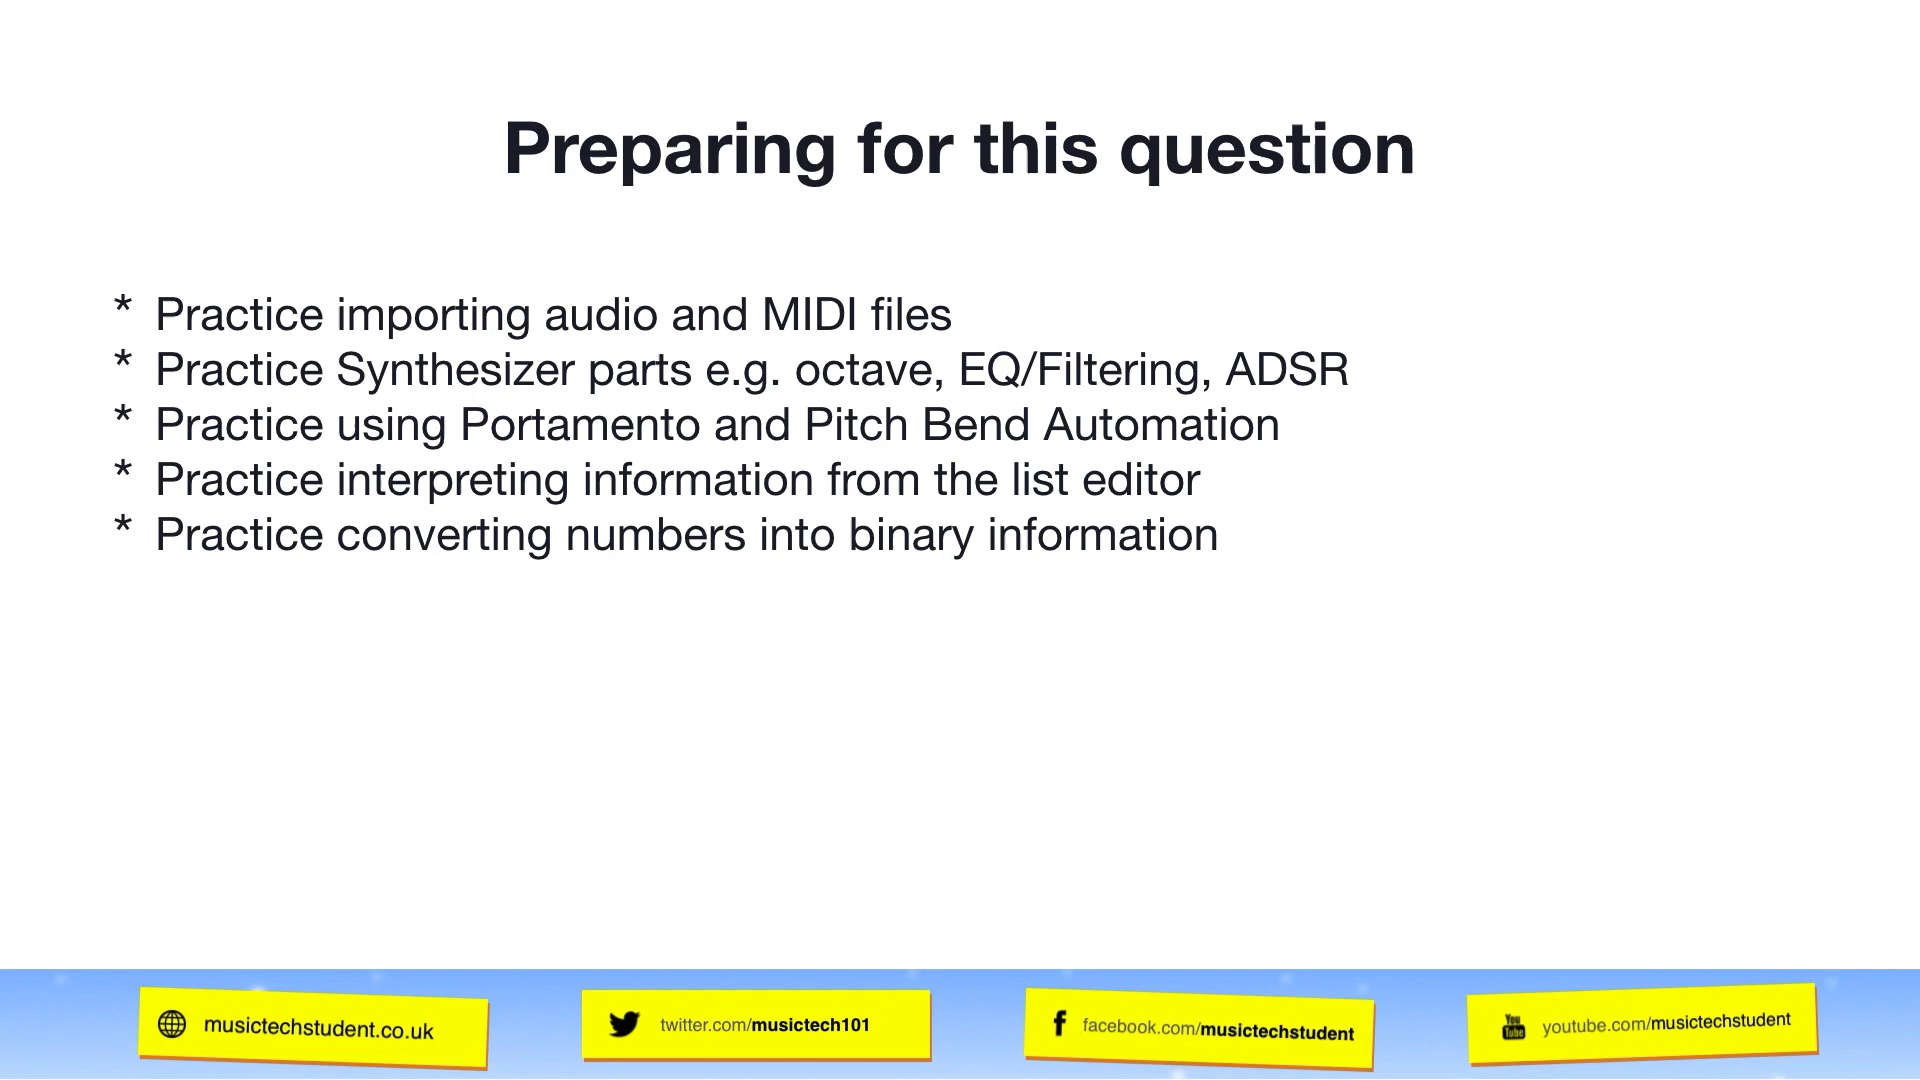 Preparing for this question
* Practice importing audio and MIDI files
* Practice Synthesizer parts e.g. octave, EQ/Filtering, ADSR
* Practice using Portamento and Pitch Bend Automation
* Practice interpreting information from the list editor
* Practice converting numbers into binary information
musictechstudent.co.uk
twitter.com/musictech101
facebook.com/musictechstudent
You Tube
youtube.com/musictechstudent